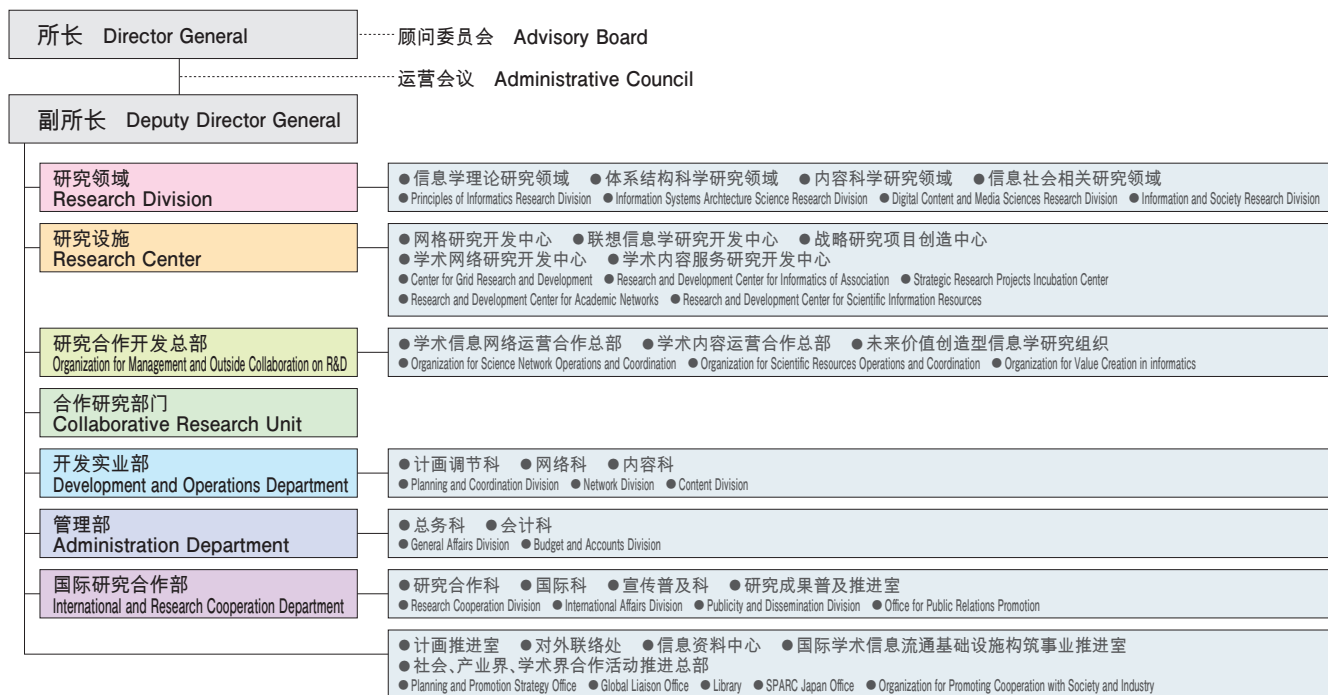 所长 Director General
顾问委员会 Advisory Board
运营会议 Administrative Council
副所长 Deputy Director General
研究领域
Research Division
●信息学理论研究领域 ●体系结构科学研究领域 ●内容科学研究领域 ●信息社会相关研究领域
●Principles of Informatics Research Division ●Information Systems Archtecture Science Research Division ●Digital Content and Media Sciences Research Division ●Information and Society Research Division
研究设施
Research Center
●网格研究开发中心 ●联想信息学研究开发中心 ●战略研究项目创造中心
●学术网络研究开发中心 ●学术内容服务研究开发中心
●Center for Grid Research and Development ●Research and Development Center for Informatics of Association ●Strategic Research Projects Incubation Center
●Research and Development Center for Academic Networks ●Research and Development Center for Scientific Information Resources
研究合作开发总部
Organization for Management and Outside Collaboration on R&D
●学术信息网络运营合作总部 ●学术内容运营合作总部 ●未来价值创造型信息学研究组织
●Organization for Science Network Operations and Coordination ●Organization for Scientific Resources Operations and Coordination ●Organization for Value Creation in informatics
合作研究部门
Collaborative Research Unit
开发实业部
Development and Operations Department
●计画调节科 ●网络科 ●内容科
●Planning and Coordination Division ●Network Division ●Content Division
管理部
Administration Department
●总务科 ●会计科
●General Affairs Division ●Budget and Accounts Division
国际研究合作部
International and Research Cooperation Department
●研究合作科 ●国际科 ●宣传普及科 ●研究成果普及推进室
●Research Cooperation Division ●International Affairs Division ●Publicity and Dissemination Division ●Office for Public Relations Promotion
●计画推进室 ●对外联络处 ●信息资料中心 ●国际学术信息流通基础设施构筑事业推进室
●社会、产业界、学术界合作活动推进总部
●Planning and Promotion Strategy Office ●Global Liaison Office ●Library ●SPARC Japan Office ●Organization for Promoting Cooperation with Society and Industry